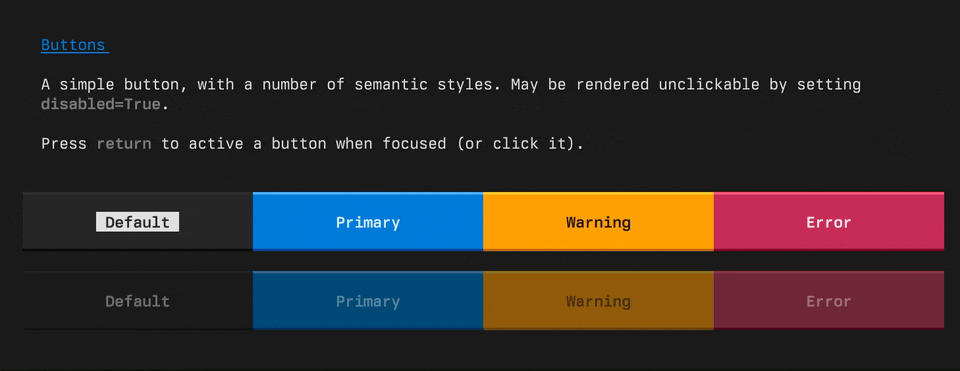 Buttons
A simple button, with a number of semantic styles. May be rendered unclickable by setting
disabled=True.
Press return to active a button when focused (or click it).
Default Primary Warning Error
Default Primary Warning Error